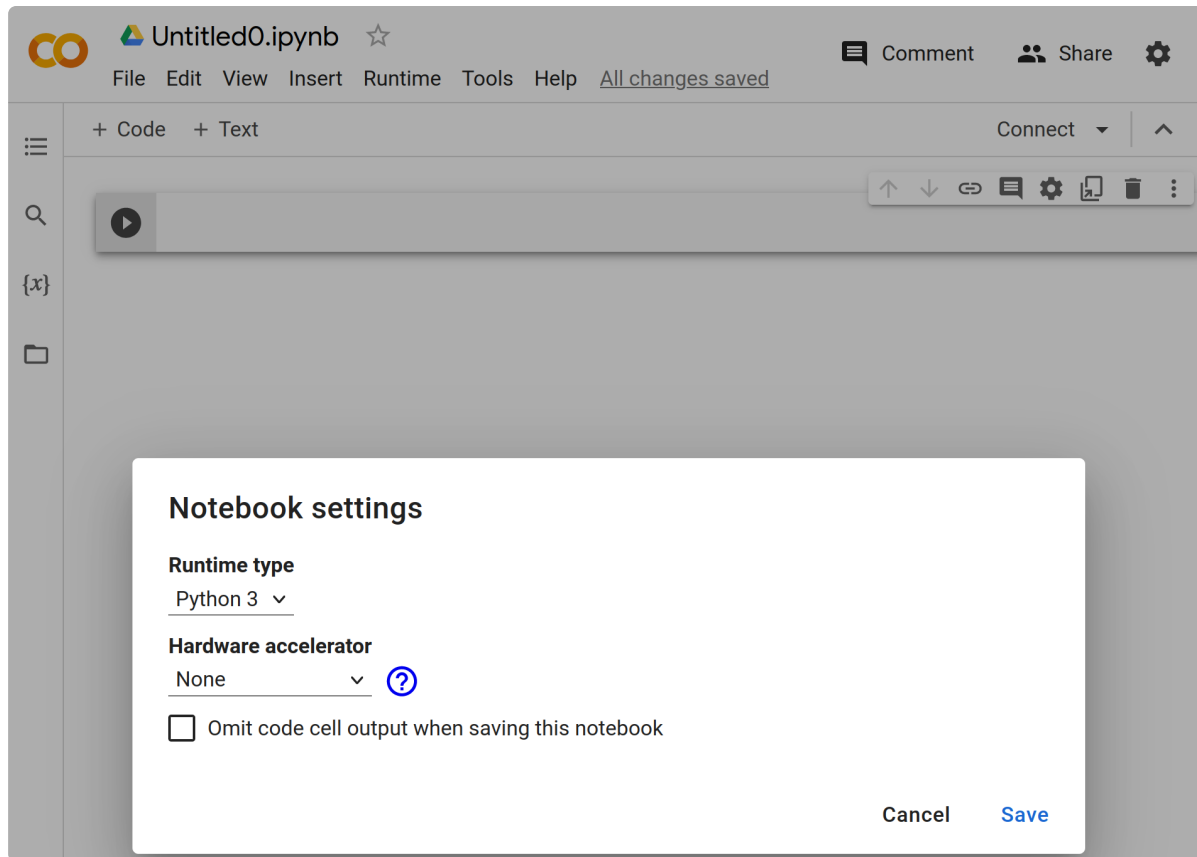 Untitled0.ipynb
Comment Share
File Edit View Insert Runtime Tools Help All changes saved
+ Code + Text Connect
{x}
Notebook settings
Runtime type
Python 3
Hardware accelerator
None ?
Omit code cell output when saving this notebook
Cancel Save